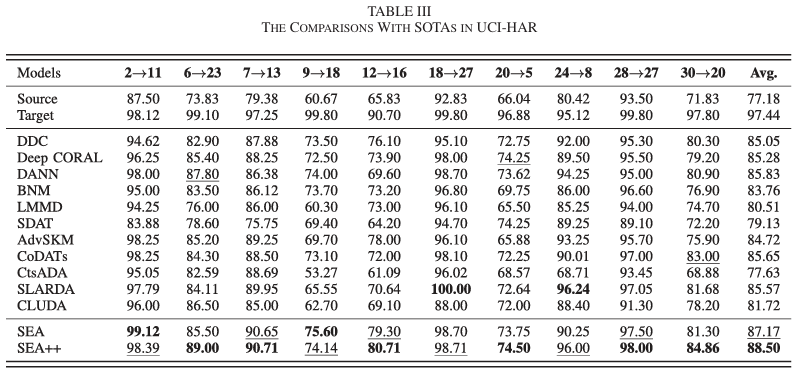 TABLE III
THE COMPARISONS WITH SOTAS IN UCI-HAR
Models 2→11 6→23 7→13 9→18 12→16 18→27 20→5 24→8 28→27 30→20 Avg.
Source 87.50 73.83 79.38 60.67 65.83 92.83 66.04 80.42 93.50 71.83 77.18
Target 98.12 99.10 97.25 99.80 90.70 99.80 96.88 95.12 99.80 97.80 97.44
DDC 94.62 82.90 87.88 73.50 76.10 95.10 72.75 92.00 95.30 80.30 85.05
Deep CORAL 96.25 85.40 88.25 72.50 73.90 98.00 74.25 89.50 95.50 79.20 85.28
DANN 98.00 87.80 86.38 74.00 69.60 98.70 73.62 94.25 95.00 80.90 85.83
BNM 95.00 83.50 86.12 73.70 73.20 96.80 69.75 86.00 96.60 76.90 83.76
LMMD 94.25 76.00 86.00 60.30 73.00 96.10 65.50 85.25 94.00 74.70 80.51
SDAT 83.88 78.60 75.75 69.40 64.20 94.70 74.25 89.25 89.10 72.20 79.13
AdvSKM 98.25 85.20 89.25 69.70 78.00 96.10 65.88 93.25 95.70 75.90 84.72
CoDATs 98.25 84.30 88.50 73.10 72.00 98.10 72.25 90.01 97.00 83.00 85.65
CtsADA 95.05 82.59 88.69 53.27 61.09 96.02 68.57 68.71 93.45 68.88 77.63
SLARDA 97.79 84.11 89.95 65.55 70.64 100.00 72.64 96.24 97.05 81.68 85.57
CLUDA 96.00 86.50 85.00 62.70 69.10 88.00 72.00 88.40 91.30 78.20 81.72
SEA 99.12 85.50 90.65 75.60 79.30 98.70 73.75 90.25 97.50 81.30 87.17
SEA++ 98.39 89.00 90.71 74.14 80.71 98.71 74.50 96.00 98.00 84.86 88.50